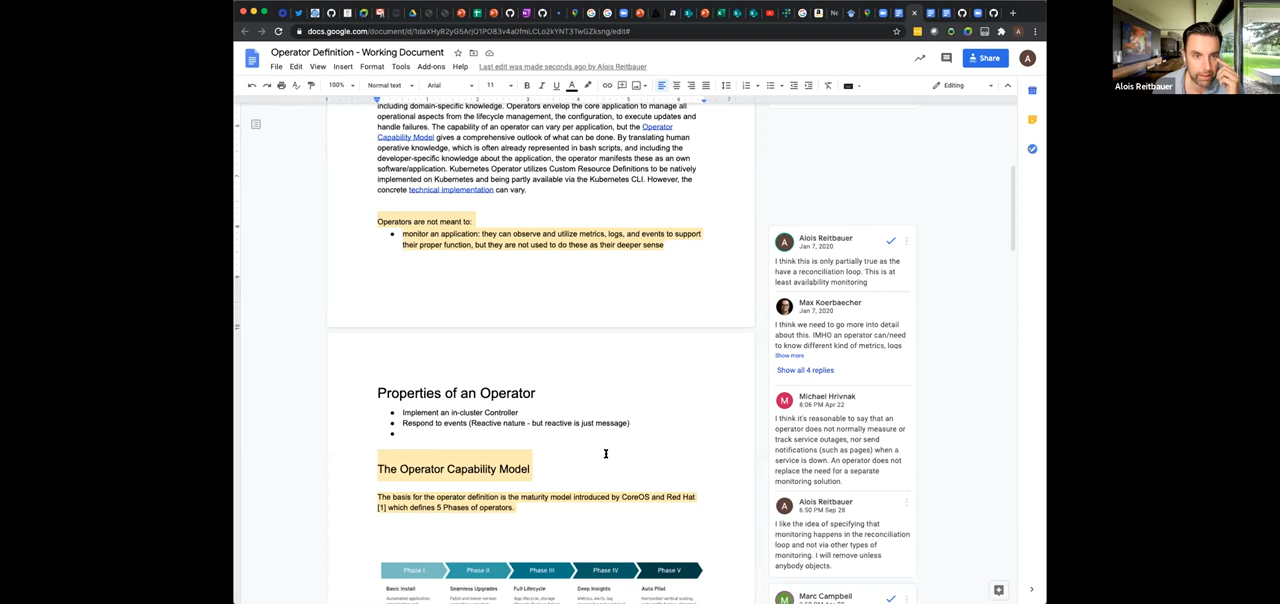 docs.google.com/document/d/1daXHyR2yG5ArjG1PO83v4a0fmLCLo2kYNT3TwGZksng/edit#
Operator Definition - Working Document
File Edit View Insert Format Tools Add-ons Help Last edit was made seconds ago by Alois Reitbauer
Share
A
100% Normal text Arial 11 Editing
including domain-specific knowledge. Operators envelop the core application to manage all
operational aspects from the lifecycle management, the configuration, to execute updates and
handle failures. The capability of an operator can vary per application, but the Operator
Capability Model gives a comprehensive outlook of what can be done. By translating human
operative knowledge, which is often already represented in bash scripts, and including the
developer-specific knowledge about the application, the operator manifests these as an own
software/application. Kubernetes Operator utilizes Custom Resource Definitions to be natively
implemented on Kubernetes and being partly available via the Kubernetes CLI. However, the
concrete technical implementation can vary.
Operators are not meant to:
● monitor an application: they can observe and utilize metrics, logs, and events to support
their proper function, but they are not used to do these as their deeper sense
Properties of an Operator
● Implement an in-cluster Controller
● Respond to events (Reactive nature - but reactive is just message)
●
The Operator Capability Model
The basis for the operator definition is the maturity model introduced by CoreOS and Red Hat
[1] which defines 5 Phases of operators.
Phase I Phase II Phase III Phase IV Phase V
Basic Install Seamless Upgrades Full Lifecycle Deep Insights Auto Pilot
A
Alois Reitbauer
Jan 7, 2020
I think this is only partially true as the
have a reconciliation loop. This is at
least availability monitoring
Max Koerbaecher
Jan 7, 2020
I think we need to go more into detail
about this. IMHO an operator can/need
to know different kind of metrics, logs
Show more
Show all 4 replies
M
Michael Hrivnak
8:06 PM Apr 22
I think it's reasonable to say that an
operator does not normally measure or
track service outages, nor send
notifications (such as pages) when a
service is down. An operator does not
replace the need for a separate
monitoring solution.
A
Alois Reitbauer
6:50 PM Sep 28
I like the idea of specifying that
monitoring happens in the reconciliation
loop and not via other types of
monitoring. I will remove unless
anybody objects.
M
Marc Campbell
Alois Reitbauer